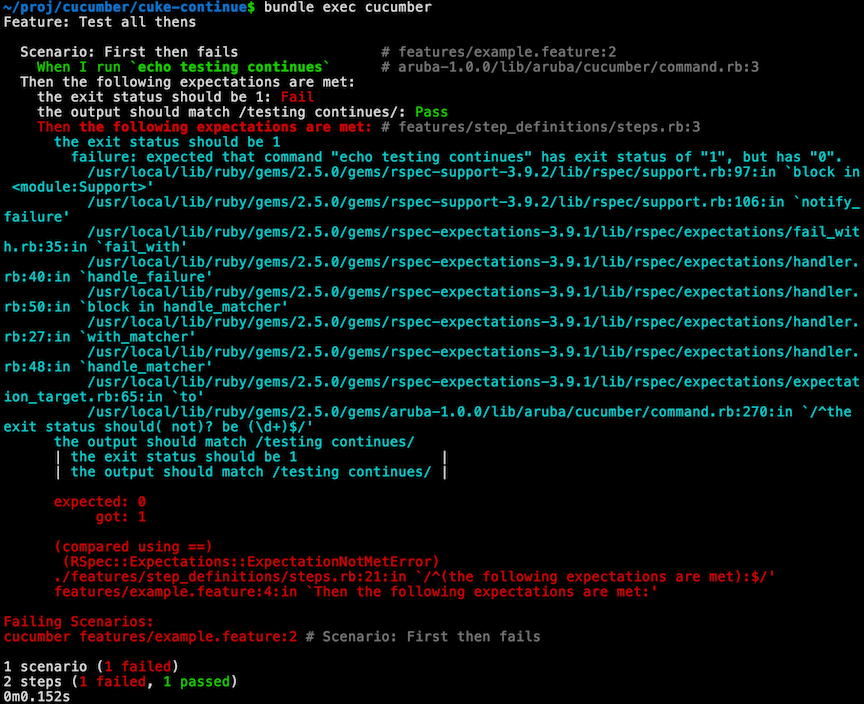 ~/proj/cucumber/cuke-continue$ bundle exec cucumber
Feature: Test all thens

  Scenario: First then fails                 # features/example.feature:2
    When I run `echo testing continues`      # aruba-1.0.0/lib/aruba/cucumber/command.rb:3
  Then the following expectations are met:
    the exit status should be 1: Fail
    the output should match /testing continues/: Pass
    Then the following expectations are met: # features/step_definitions/steps.rb:3
      the exit status should be 1
        failure: expected that command "echo testing continues" has exit status of "1", but has "0".
          /usr/local/lib/ruby/gems/2.5.0/gems/rspec-support-3.9.2/lib/rspec/support.rb:97:in `block in
 <module:Support>'
          /usr/local/lib/ruby/gems/2.5.0/gems/rspec-support-3.9.2/lib/rspec/support.rb:106:in `notify_
failure'
          /usr/local/lib/ruby/gems/2.5.0/gems/rspec-expectations-3.9.1/lib/rspec/expectations/fail_wit
h.rb:35:in `fail_with'
          /usr/local/lib/ruby/gems/2.5.0/gems/rspec-expectations-3.9.1/lib/rspec/expectations/handler.
rb:40:in `handle_failure'
          /usr/local/lib/ruby/gems/2.5.0/gems/rspec-expectations-3.9.1/lib/rspec/expectations/handler.
rb:50:in `block in handle_matcher'
          /usr/local/lib/ruby/gems/2.5.0/gems/rspec-expectations-3.9.1/lib/rspec/expectations/handler.
rb:27:in `with_matcher'
          /usr/local/lib/ruby/gems/2.5.0/gems/rspec-expectations-3.9.1/lib/rspec/expectations/handler.
rb:48:in `handle_matcher'
          /usr/local/lib/ruby/gems/2.5.0/gems/rspec-expectations-3.9.1/lib/rspec/expectations/expectat
ion_target.rb:65:in `to'
          /usr/local/lib/ruby/gems/2.5.0/gems/aruba-1.0.0/lib/aruba/cucumber/command.rb:270:in `/^the
exit status should( not)? be (\d+)$/'
      the output should match /testing continues/
      | the exit status should be 1                 |
      | the output should match /testing continues/ |

      expected: 0
           got: 1

      (compared using ==)
       (RSpec::Expectations::ExpectationNotMetError)
      ./features/step_definitions/steps.rb:21:in `/^(the following expectations are met):$/'
      features/example.feature:4:in `Then the following expectations are met:'

Failing Scenarios:
cucumber features/example.feature:2 # Scenario: First then fails

1 scenario (1 failed)
2 steps (1 failed, 1 passed)
0m0.152s